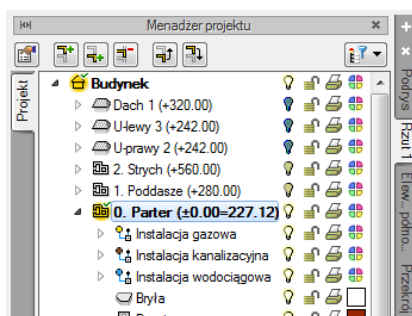 Menadżer projektu
Projekt
Budynek
Dach 1 (+320.00)
U-lewy 3 (+242.00)
U-prawy 2 (+242.00)
2. Strych (+560.00)
1. Poddasze (+280.00)
0. Parter (±0.00=227.12)
Instalacja gazowa
Instalacja kanalizacyjna
Instalacja wodociągowa
Bryła
Podrys
Rzut 1
Elew... północ...
Przekrój